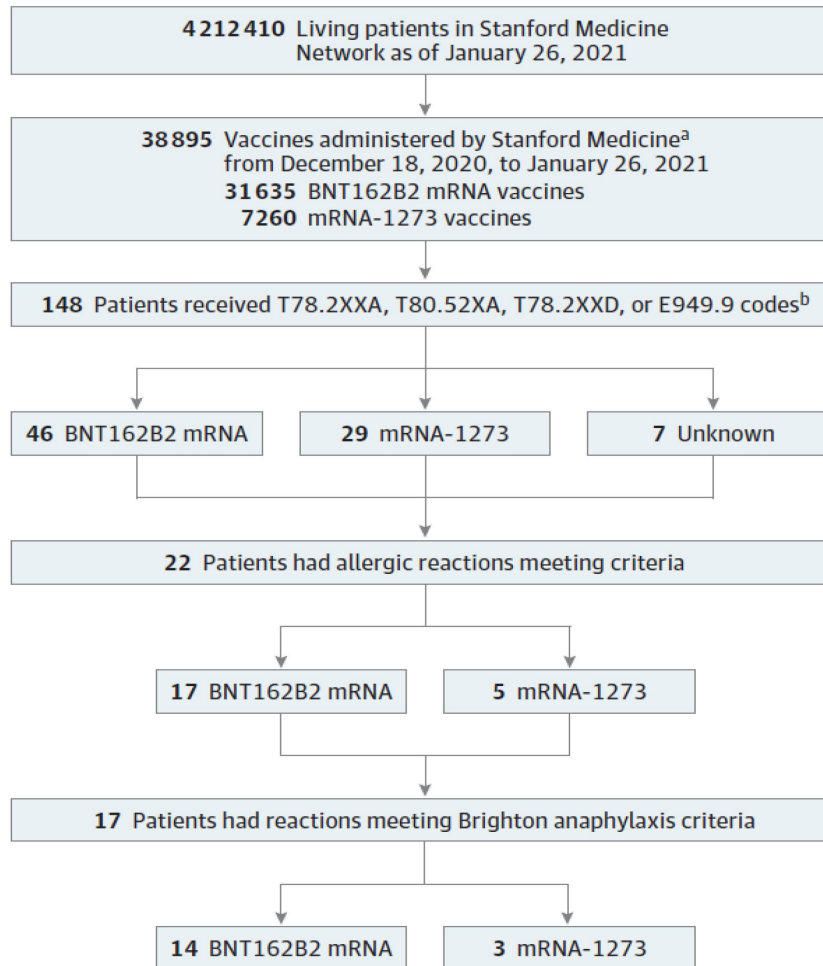 4 212 410 Living patients in Stanford Medicine
Network as of January 26, 2021
38 895 Vaccines administered by Stanford Medicineᵃ
from December 18, 2020, to January 26, 2021
31 635 BNT162B2 mRNA vaccines
7260 mRNA-1273 vaccines
148 Patients received T78.2XXA, T80.52XA, T78.2XXD, or E949.9 codesᵇ
46 BNT162B2 mRNA
29 mRNA-1273
7 Unknown
22 Patients had allergic reactions meeting criteria
17 BNT162B2 mRNA
5 mRNA-1273
17 Patients had reactions meeting Brighton anaphylaxis criteria
14 BNT162B2 mRNA
3 mRNA-1273